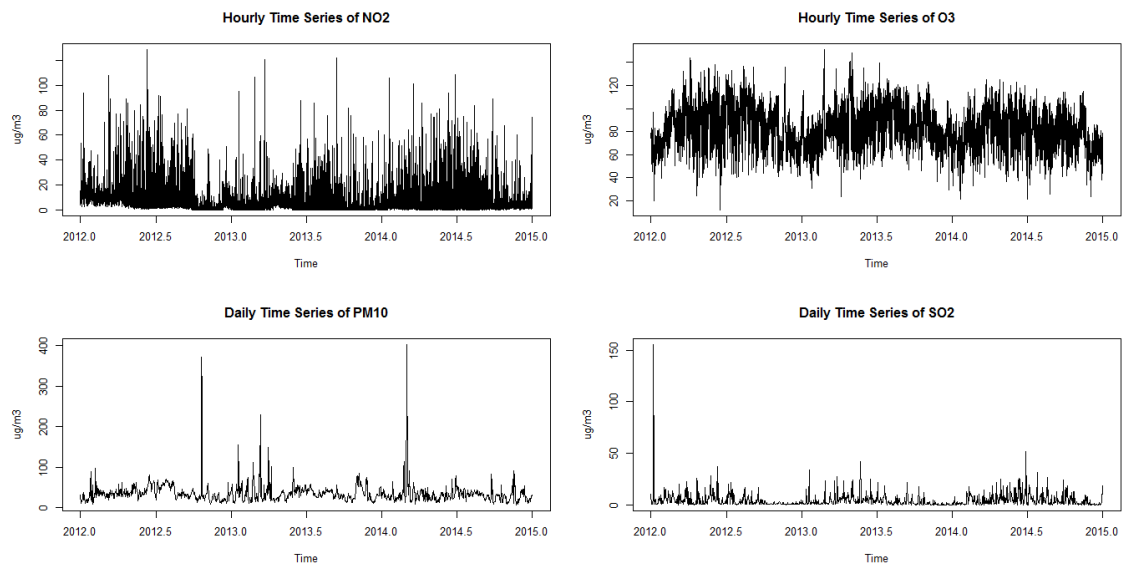 Hourly Time Series of NO2
ug/m3
0 20 40 60 80 100
2012.0 2012.5 2013.0 2013.5 2014.0 2014.5 2015.0
Time
Hourly Time Series of O3
ug/m3
20 40 60 80 120
2012.0 2012.5 2013.0 2013.5 2014.0 2014.5 2015.0
Time
Daily Time Series of PM10
ug/m3
0 100 200 300 400
2012.0 2012.5 2013.0 2013.5 2014.0 2014.5 2015.0
Time
Daily Time Series of SO2
ug/m3
0 50 100 150
2012.0 2012.5 2013.0 2013.5 2014.0 2014.5 2015.0
Time